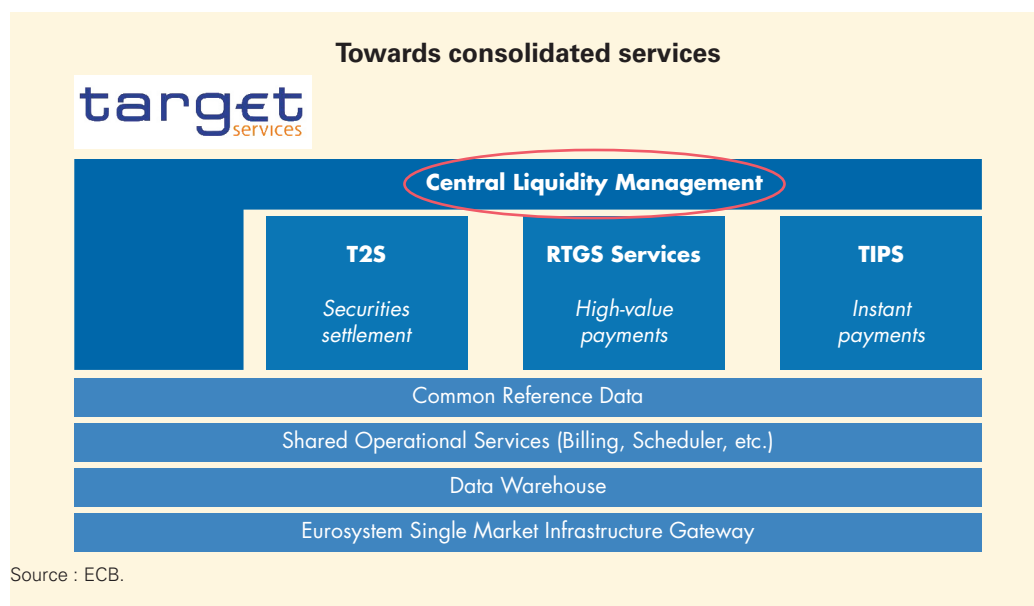 Towards consolidated services
target
services
Central Liquidity Management
T2S
Securities
settlement
RTGS Services
High-value
payments
TIPS
Instant
payments
Common Reference Data
Shared Operational Services (Billing, Scheduler, etc.)
Data Warehouse
Eurosystem Single Market Infrastructure Gateway
Source : ECB.